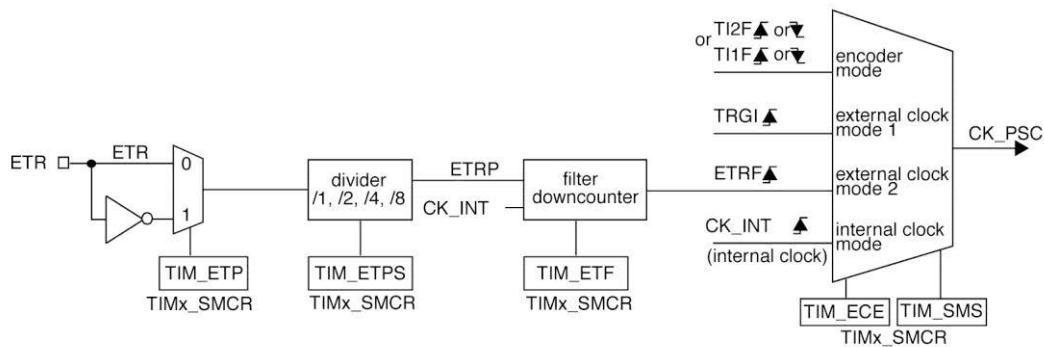 or TI2F or
TI1F or
encoder
mode
TRGI
external clock
mode 1
CK_PSC
ETR
ETR
0
1
divider
/1, /2, /4, /8
ETRP
CK_INT
filter
downcounter
ETRF
external clock
mode 2
CK_INT
(internal clock)
internal clock
mode
TIM_ETP
TIMx_SMCR
TIM_ETPS
TIMx_SMCR
TIM_ETF
TIMx_SMCR
TIM_ECE
TIM_SMS
TIMx_SMCR